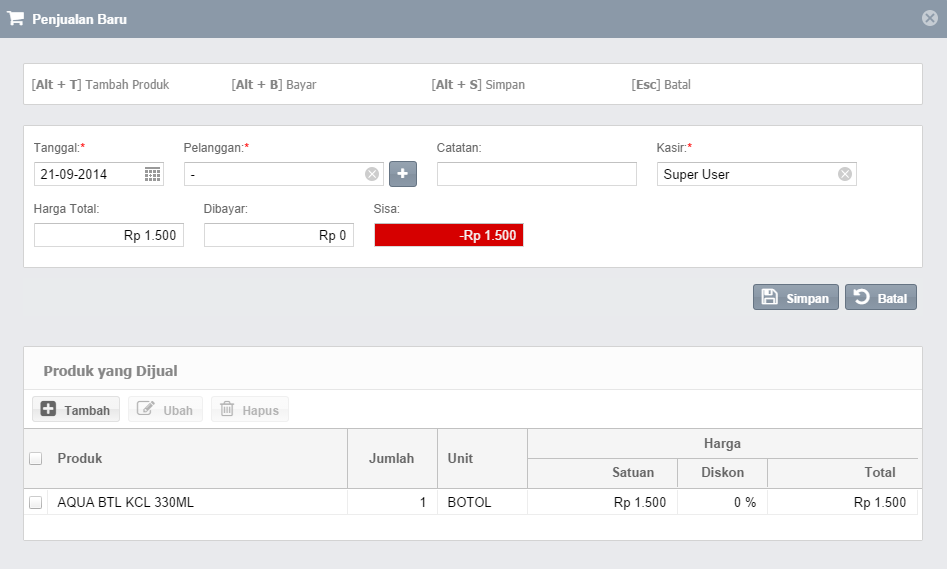 Penjualan Baru
[Alt + T] Tambah Produk [Alt + B] Bayar [Alt + S] Simpan [Esc] Batal
Tanggal:* Pelanggan:* Catatan: Kasir:*
21-09-2014 - Super User
Harga Total: Dibayar: Sisa:
Rp 1.500 Rp 0 -Rp 1.500
Simpan Batal
Produk yang Dijual
Tambah Ubah Hapus
Harga
Produk Jumlah Unit
Satuan Diskon Total
AQUA BTL KCL 330ML 1 BOTOL Rp 1.500 0 % Rp 1.500